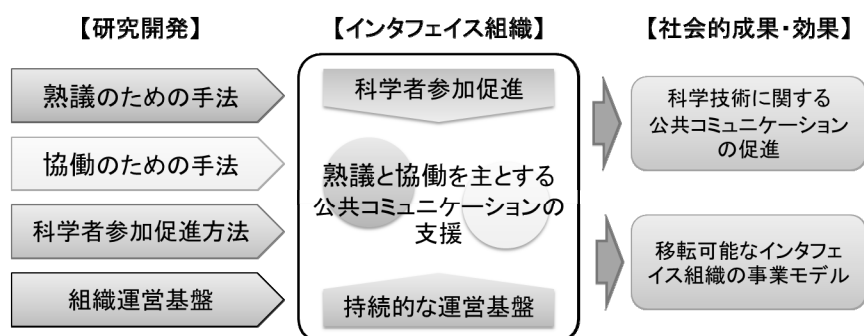 【研究開発】
【インタフェイス組織】
【社会的成果・効果】
熟議のための手法
協働のための手法
科学者参加促進方法
組織運営基盤
科学者参加促進
熟議と協働を主とする
公共コミュニケーションの
支援
持続的な運営基盤
科学技術に関する
公共コミュニケーション
の促進
移転可能なインタフェ
イス組織の事業モデル